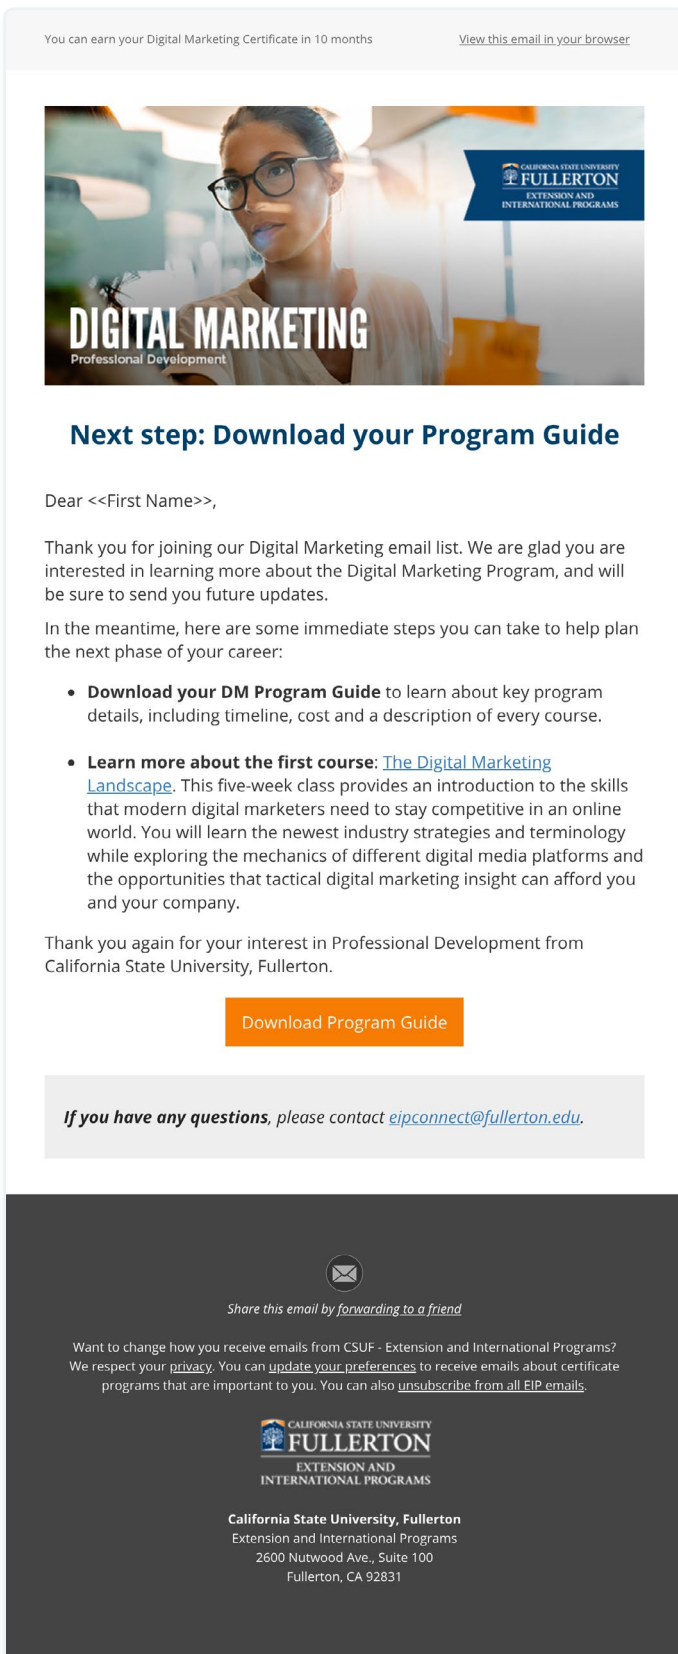 You can earn your Digital Marketing Certificate in 10 months
View this email in your browser
CALIFORNIA STATE UNIVERSITY
FULLERTON
EXTENSION AND
INTERNATIONAL PROGRAMS
DIGITAL MARKETING
Professional Development
Next step: Download your Program Guide
Dear <<First Name>>,
Thank you for joining our Digital Marketing email list. We are glad you are
interested in learning more about the Digital Marketing Program, and will
be sure to send you future updates.
In the meantime, here are some immediate steps you can take to help plan
the next phase of your career:
• Download your DM Program Guide to learn about key program
details, including timeline, cost and a description of every course.
• Learn more about the first course: The Digital Marketing
Landscape. This five-week class provides an introduction to the skills
that modern digital marketers need to stay competitive in an online
world. You will learn the newest industry strategies and terminology
while exploring the mechanics of different digital media platforms and
the opportunities that tactical digital marketing insight can afford you
and your company.
Thank you again for your interest in Professional Development from
California State University, Fullerton.
Download Program Guide
If you have any questions, please contact eipconnect@fullerton.edu.
Share this email by forwarding to a friend
Want to change how you receive emails from CSUF - Extension and International Programs?
We respect your privacy. You can update your preferences to receive emails about certificate
programs that are important to you. You can also unsubscribe from all EIP emails.
CALIFORNIA STATE UNIVERSITY
FULLERTON
EXTENSION AND
INTERNATIONAL PROGRAMS
California State University, Fullerton
Extension and International Programs
2600 Nutwood Ave., Suite 100
Fullerton, CA 92831